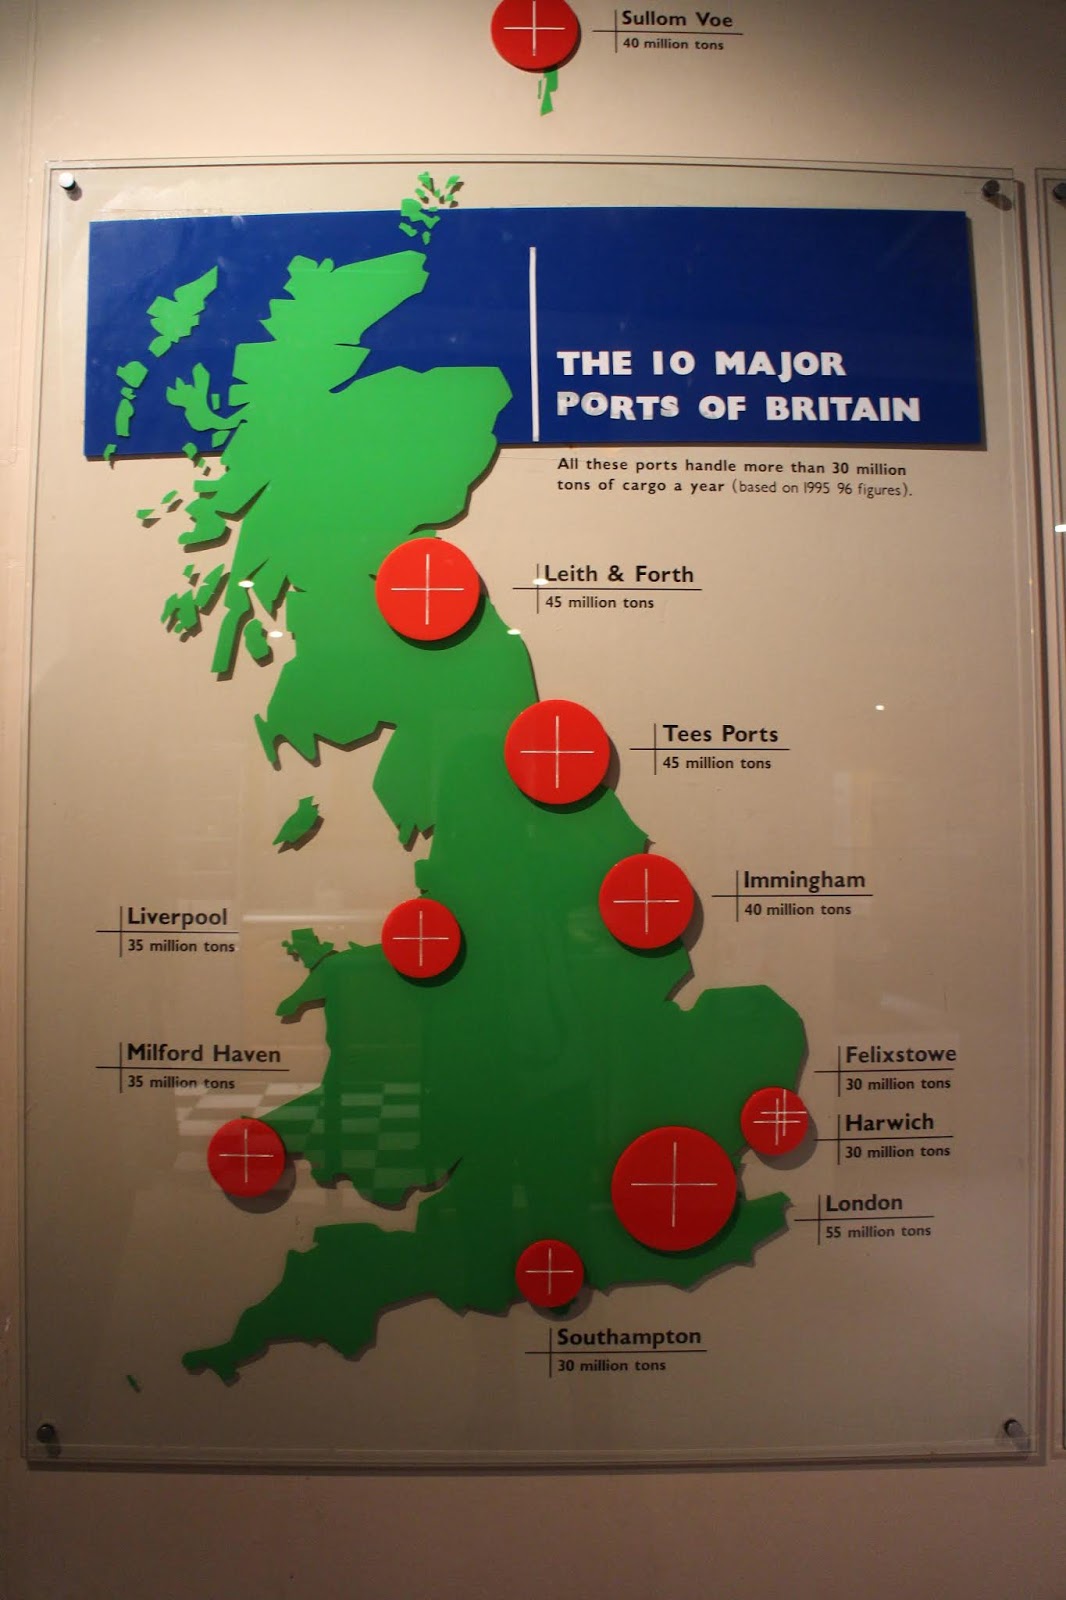 Sullom Voe
40 million tons
THE 10 MAJOR
PORTS OF BRITAIN
All these ports handle more than 30 million
tons of cargo a year (based on 1995 96 figures).
Leith & Forth
45 million tons
Tees Ports
45 million tons
Immingham
40 million tons
Liverpool
35 million tons
Milford Haven
35 million tons
Felixstowe
30 million tons
Harwich
30 million tons
London
55 million tons
Southampton
30 million tons